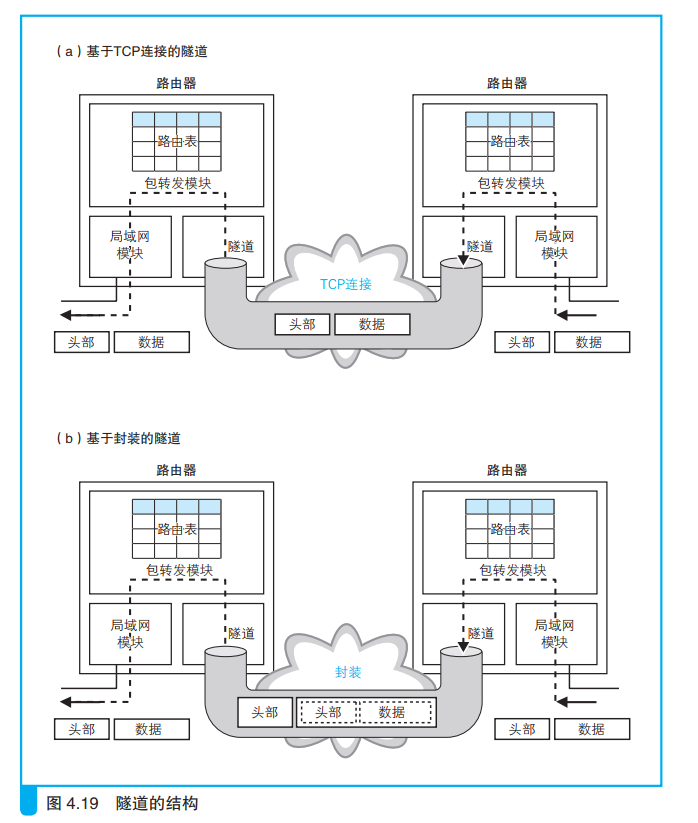 （a）基于TCP连接的隧道
路由器
路由器
路由表
路由表
包转发模块
包转发模块
局域网
模块
隧道
隧道
局域网
模块
TCP连接
头部
数据
头部
数据
头部
数据
（b）基于封装的隧道
路由器
路由器
路由表
路由表
包转发模块
包转发模块
局域网
模块
隧道
隧道
局域网
模块
封装
头部
头部
数据
头部
数据
头部
数据
图 4.19 隧道的结构